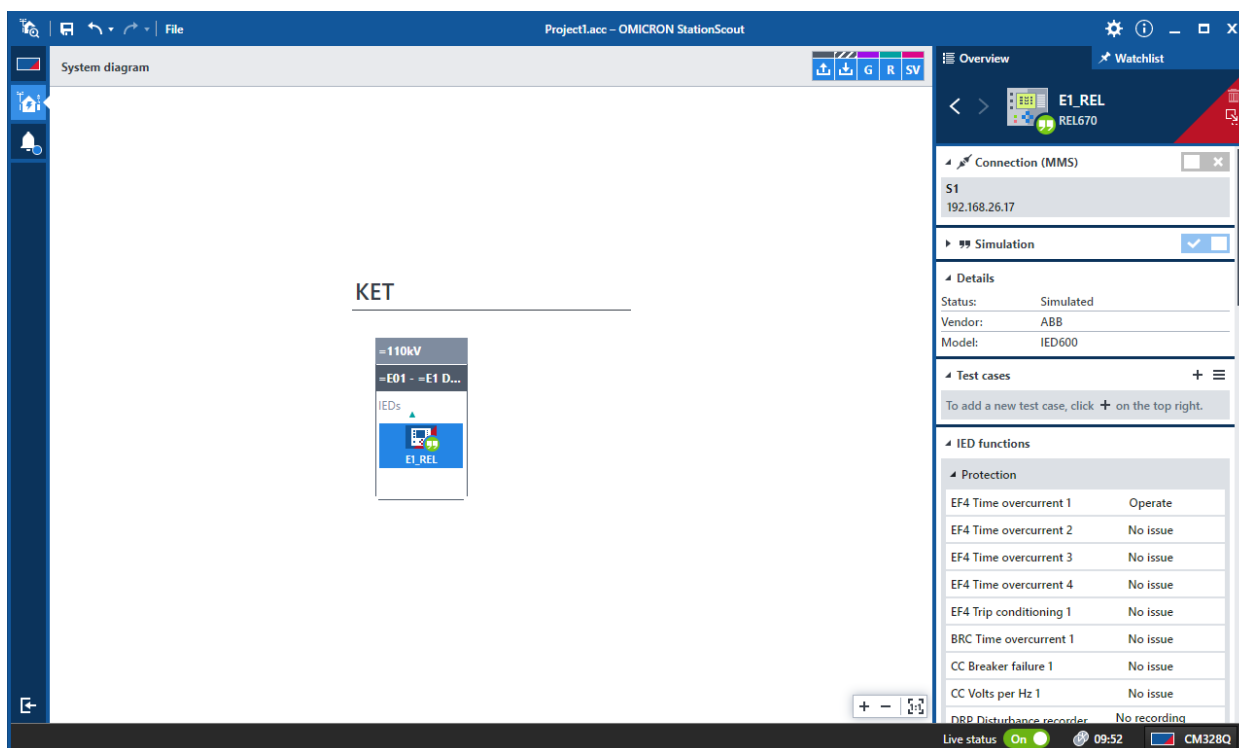 File
Project1.acc – OMICRON StationScout
System diagram
G R SV
Overview
Watchlist
E1_REL
REL670
Connection (MMS)
S1
192.168.26.17
Simulation
Details
Status: Simulated
Vendor: ABB
Model: IED600
Test cases
To add a new test case, click + on the top right.
IED functions
Protection
EF4 Time overcurrent 1 Operate
EF4 Time overcurrent 2 No issue
EF4 Time overcurrent 3 No issue
EF4 Time overcurrent 4 No issue
EF4 Trip conditioning 1 No issue
BRC Time overcurrent 1 No issue
CC Breaker failure 1 No issue
CC Volts per Hz 1 No issue
DRP Disturbance recorder No recording
KET
=110kV
=E01 - =E1 D...
IEDs
E1_REL
1:1
Live status On 09:52 CM328Q